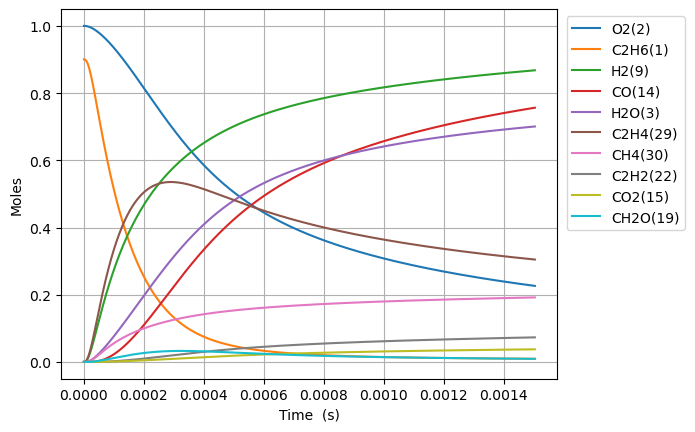 1.0
0.8
0.6
0.4
0.2
0.0
Moles
0.0000 0.0002 0.0004 0.0006 0.0008 0.0010 0.0012 0.0014
Time (s)
O2(2)
C2H6(1)
H2(9)
CO(14)
H2O(3)
C2H4(29)
CH4(30)
C2H2(22)
CO2(15)
CH2O(19)